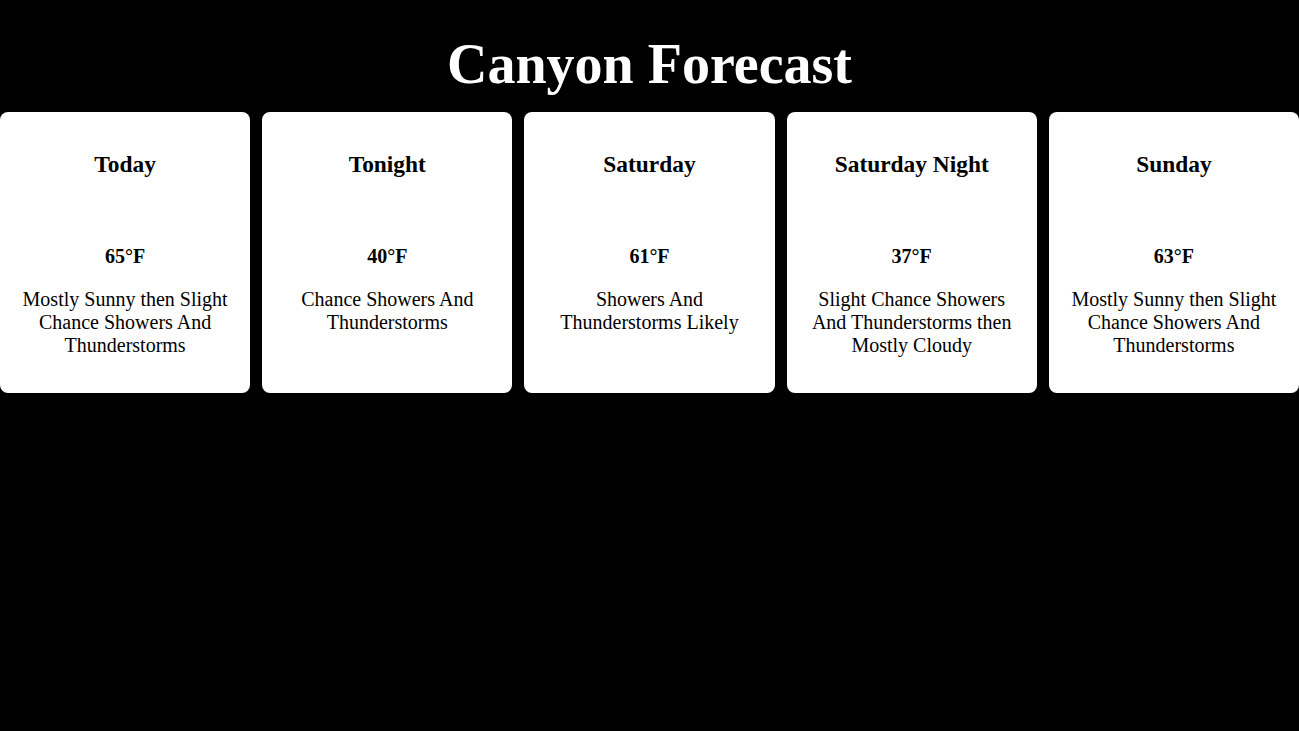 Canyon Forecast
Today
65°F
Mostly Sunny then Slight
Chance Showers And
Thunderstorms
Tonight
40°F
Chance Showers And
Thunderstorms
Saturday
61°F
Showers And
Thunderstorms Likely
Saturday Night
37°F
Slight Chance Showers
And Thunderstorms then
Mostly Cloudy
Sunday
63°F
Mostly Sunny then Slight
Chance Showers And
Thunderstorms